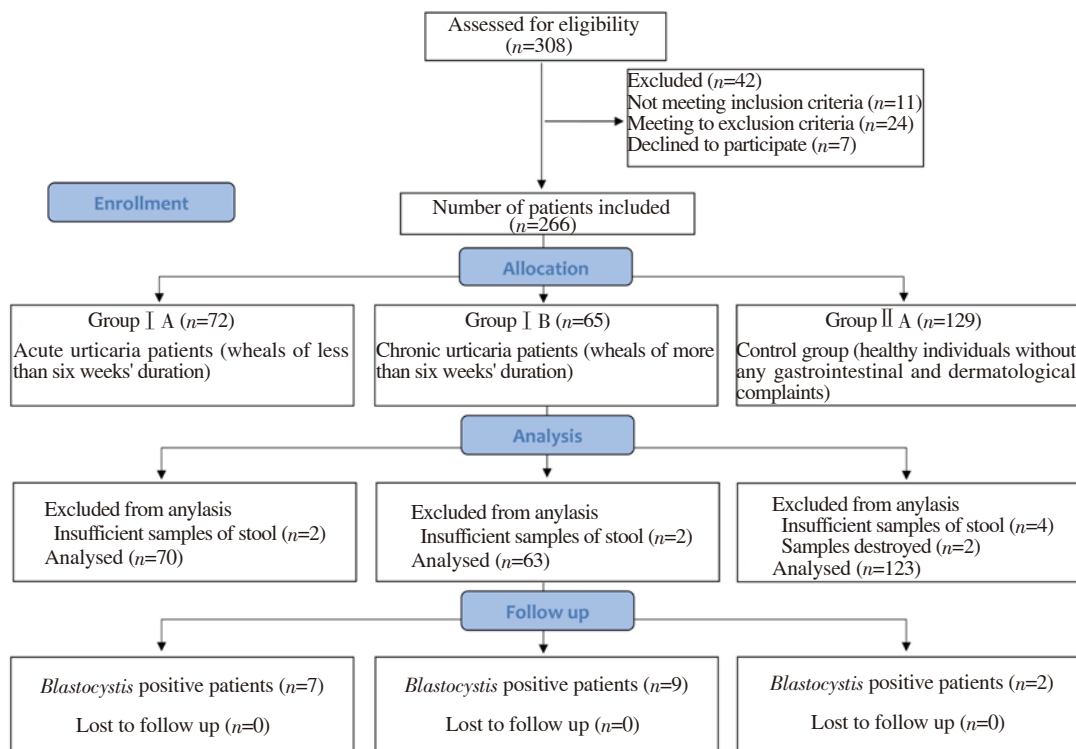 Assessed for eligibility
(n=308)
Excluded (n=42)
Not meeting inclusion criteria (n=11)
Meeting to exclusion criteria (n=24)
Declined to participate (n=7)
Enrollment
Number of patients included
(n=266)
Allocation
Group Ⅰ A (n=72)
Acute urticaria patients (wheals of less
than six weeks' duration)
Group Ⅰ B (n=65)
Chronic urticaria patients (wheals of more
than six weeks' duration)
Group Ⅱ A (n=129)
Control group (healthy individuals without
any gastrointestinal and dermatological
complaints)
Analysis
Excluded from anylasis
Insufficient samples of stool (n=2)
Analysed (n=70)
Excluded from anylasis
Insufficient samples of stool (n=2)
Analysed (n=63)
Excluded from anylasis
Insufficient samples of stool (n=4)
Samples destroyed (n=2)
Analysed (n=123)
Follow up
Blastocystis positive patients (n=7)
Lost to follow up (n=0)
Blastocystis positive patients (n=9)
Lost to follow up (n=0)
Blastocystis positive patients (n=2)
Lost to follow up (n=0)